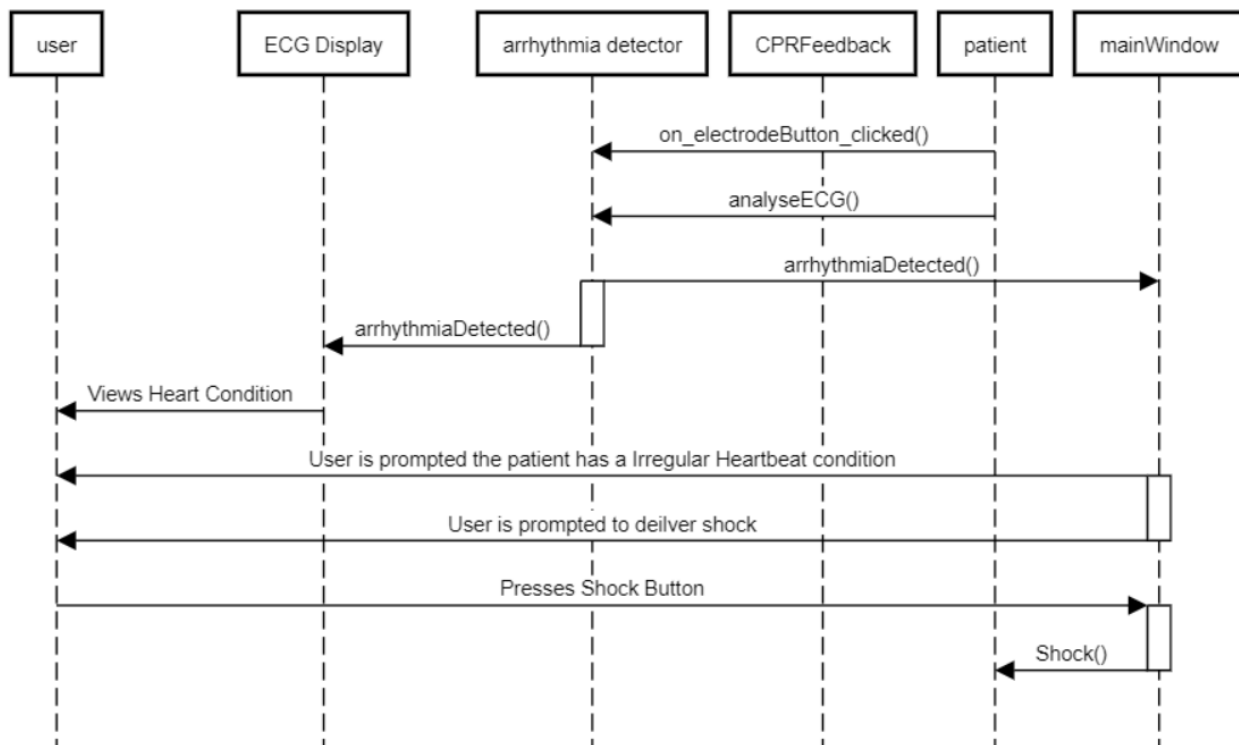 user
ECG Display
arrhythmia detector
CPRFeedback
patient
mainWindow
on_electrodeButton_clicked()
analyseECG()
arrhythmiaDetected()
arrhythmiaDetected()
Views Heart Condition
User is prompted the patient has a Irregular Heartbeat condition
User is prompted to deilver shock
Presses Shock Button
Shock()